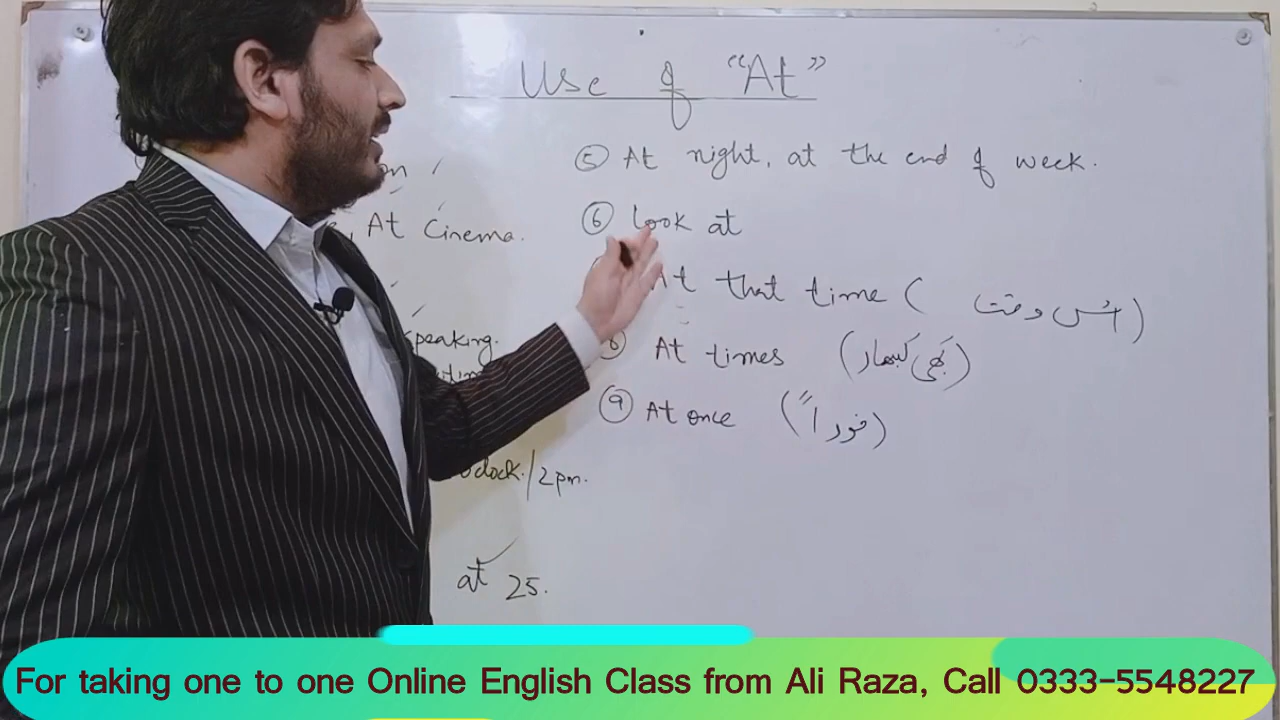 Use of "At"
⑤ At night, at the end of week.
At Cinema.
⑥ Look at
At that time (اُس وقت)
speaking.
At times (کبھی کبھار)
⑨ At once (فوراً)
o'clock/2pm.
at 25.
For taking one to one Online English Class from Ali Raza, Call 0333-5548227